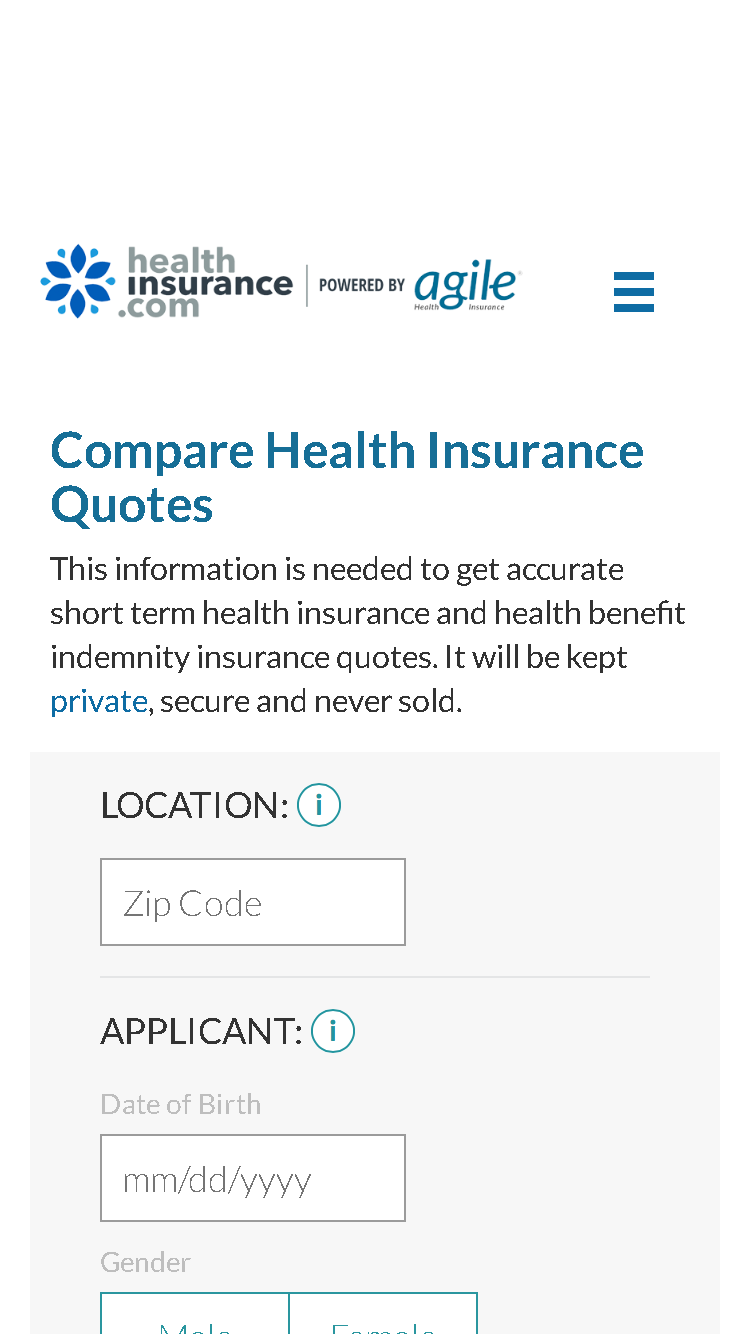 health
insurance
.com
POWERED BY
agile
Health Insurance
Compare Health Insurance
Quotes
This information is needed to get accurate
short term health insurance and health benefit
indemnity insurance quotes. It will be kept
private, secure and never sold.
LOCATION: i
Zip Code
APPLICANT: i
Date of Birth
mm/dd/yyyy
Gender
Male Female